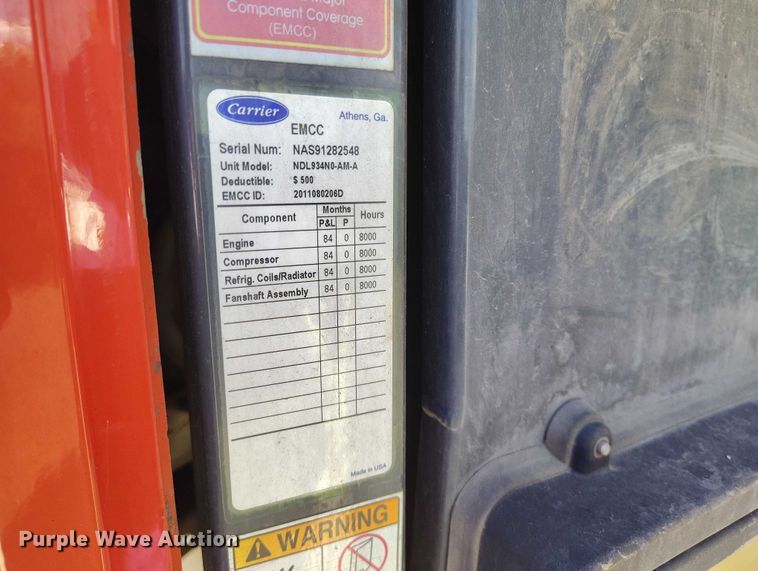 Major
Component Coverage
(EMCC)
Carrier
Athens, Ga.
EMCC
Serial Num: NAS91282548
Unit Model: NDL934N0-AM-A
Deductible: $ 500
EMCC ID: 2011080206D
Component Months Hours
P&L P
Engine 84 0 8000
Compressor 84 0 8000
Refrig. Coils/Radiator 84 0 8000
Fanshaft Assembly 84 0 8000
Made in USA
WARNING
Purple Wave Auction